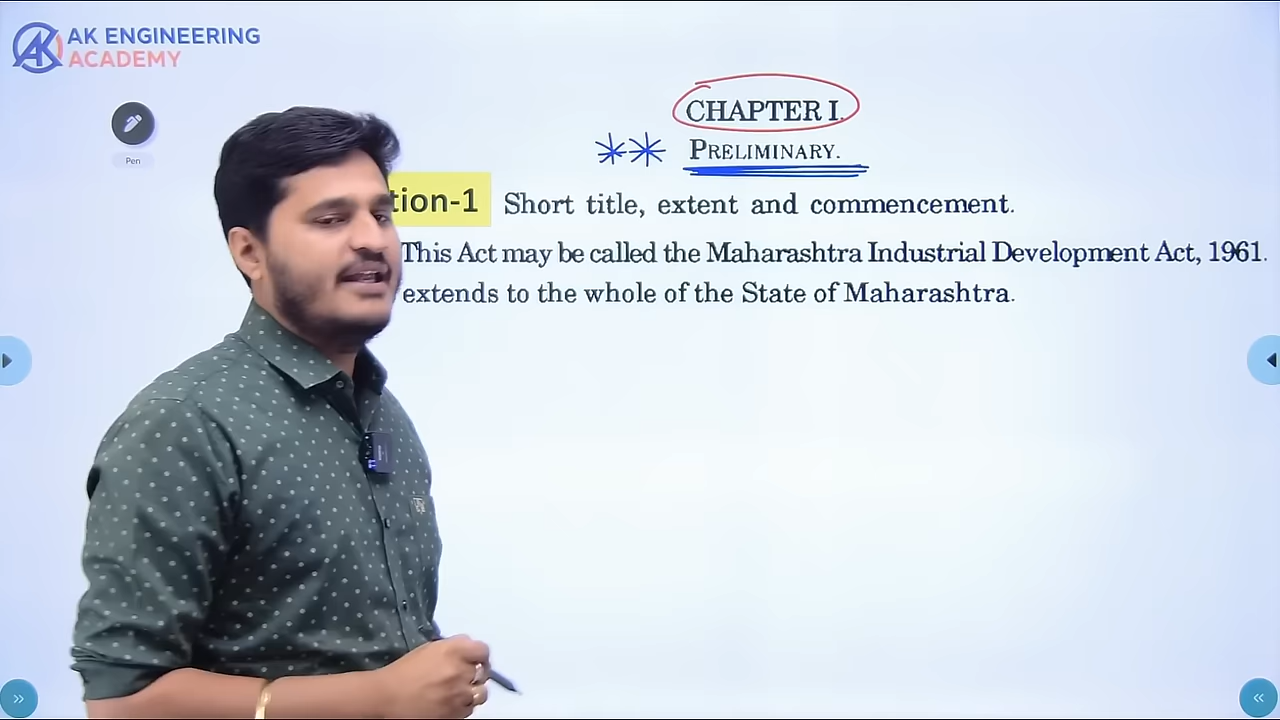 AK ENGINEERING
ACADEMY
CHAPTER I.
Pen
** PRELIMINARY.
tion-1 Short title, extent and commencement.
This Act may be called the Maharashtra Industrial Development Act, 1961.
extends to the whole of the State of Maharashtra.